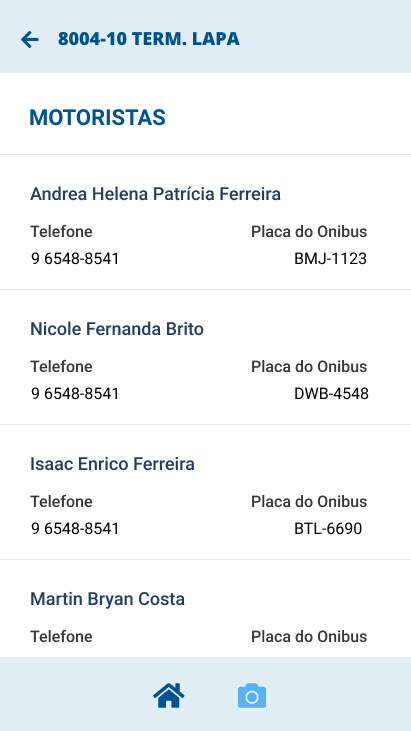 8004-10 TERM. LAPA
MOTORISTAS
Andrea Helena Patrícia Ferreira
Telefone Placa do Onibus
9 6548-8541 BMJ-1123
Nicole Fernanda Brito
Telefone Placa do Onibus
9 6548-8541 DWB-4548
Isaac Enrico Ferreira
Telefone Placa do Onibus
9 6548-8541 BTL-6690
Martin Bryan Costa
Telefone Placa do Onibus